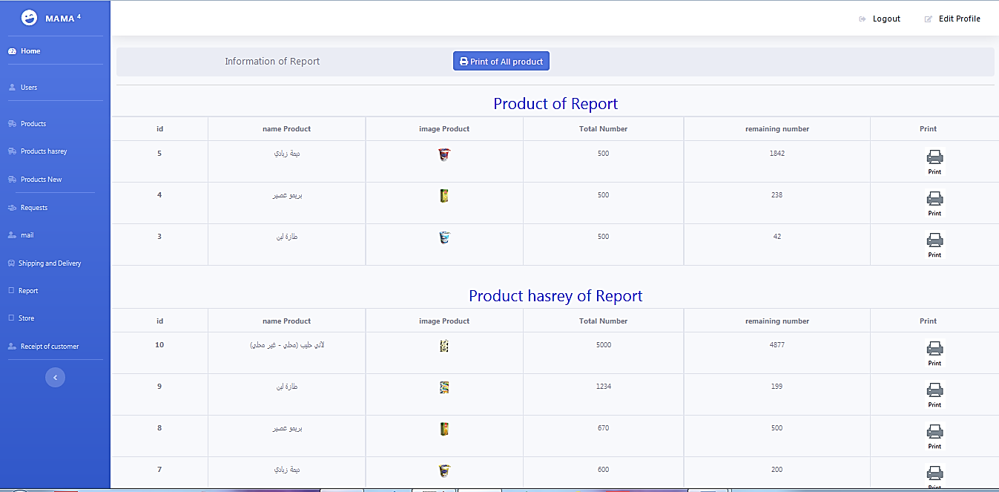 MAMA 4
Logout
Edit Profile
Home
Users
Products
Products hasrey
Products New
Requests
mail
Shipping and Delivery
Report
Store
Receipt of customer
Information of Report
Print of All product
Product of Report
id name Product image Product Total Number remaining number Print
5 ديمة زبادي 500 1842 Print
4 بريمو عصير 500 238 Print
3 طازة لبن 500 42 Print
Product hasrey of Report
id name Product image Product Total Number remaining number Print
10 لاتي حليب (محلي - غير محلي) 5000 4877 Print
9 طازة لبن 1234 199 Print
8 بريمو عصير 670 500 Print
7 ديمة زبادي 600 200 Print